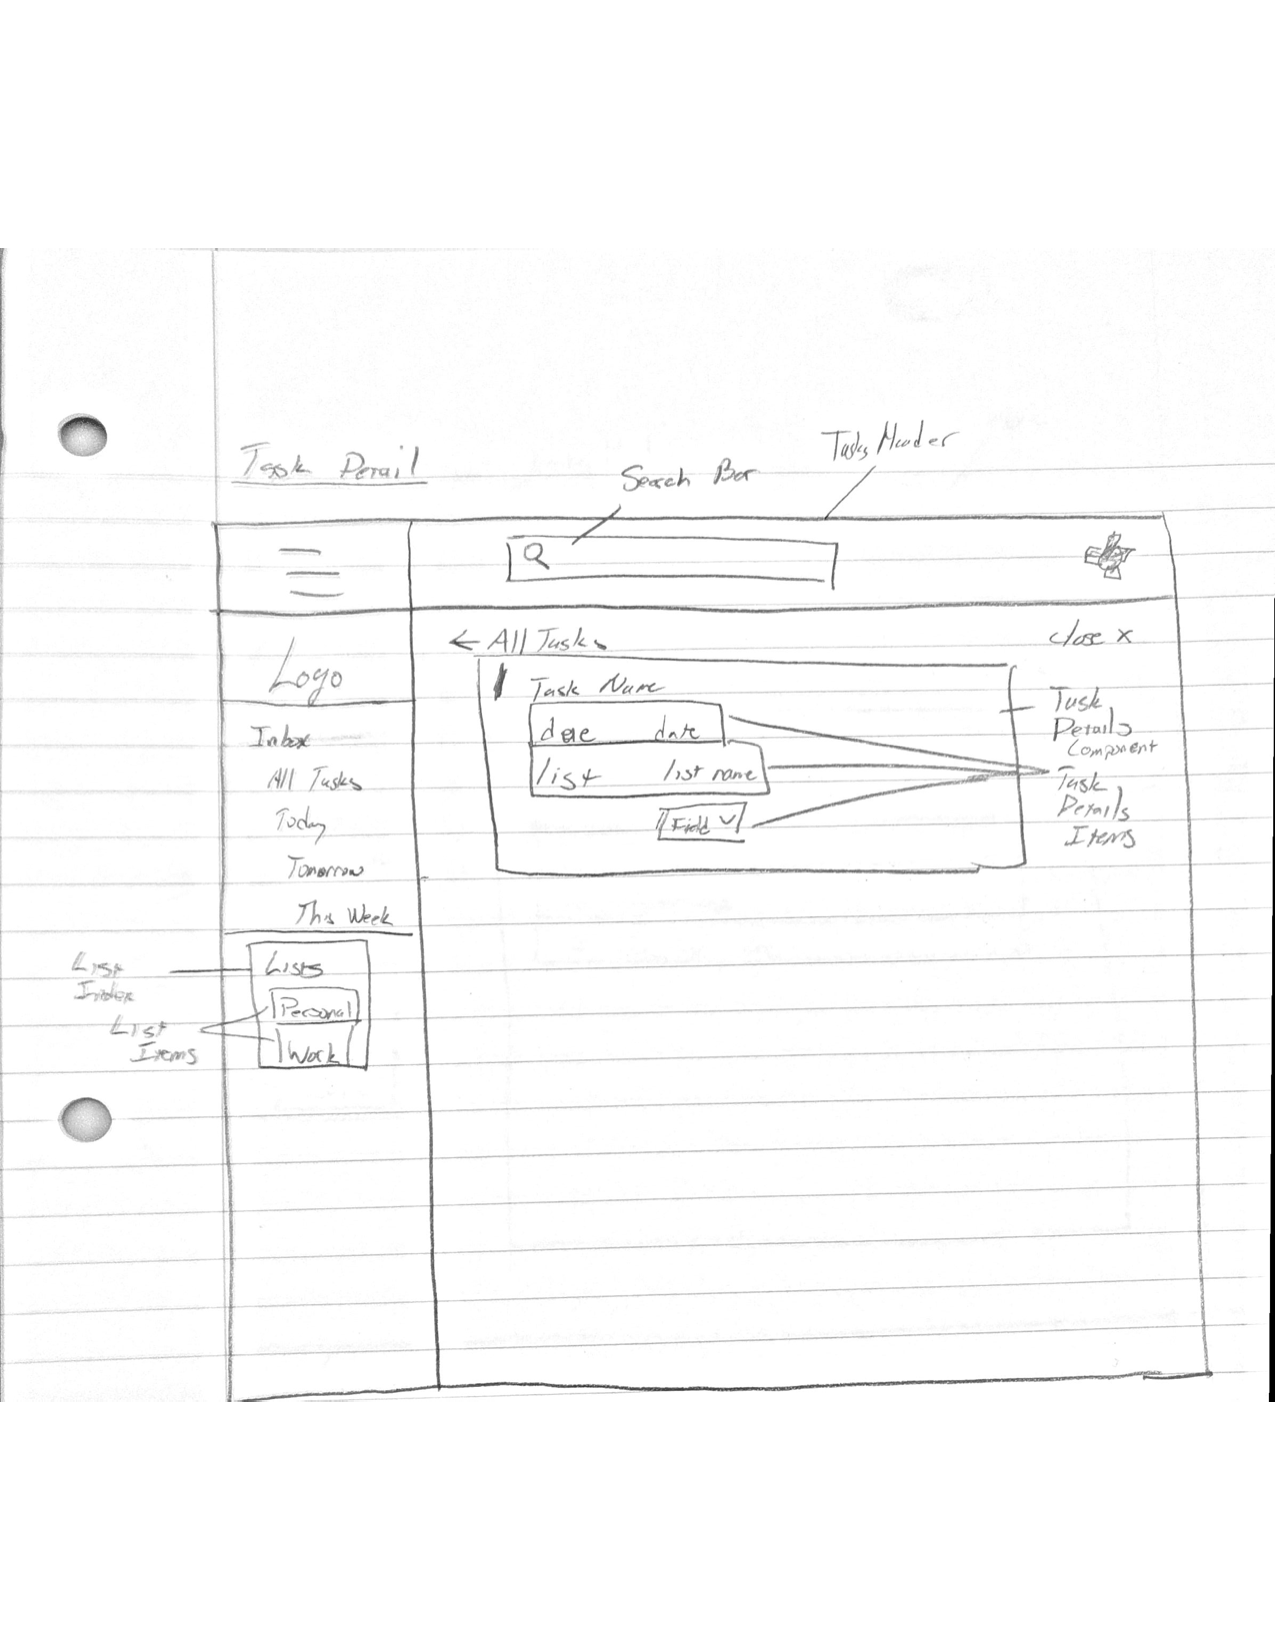 Tasks Header
Task Detail
Search Bar
Logo
← All Tasks
close x
Task Name
due date
list list name
Field
Task
Details
Component
Task
Details
Items
Inbox
All Tasks
Today
Tomorrow
This Week
List
Index
Lists
Personal
List
Items
Work